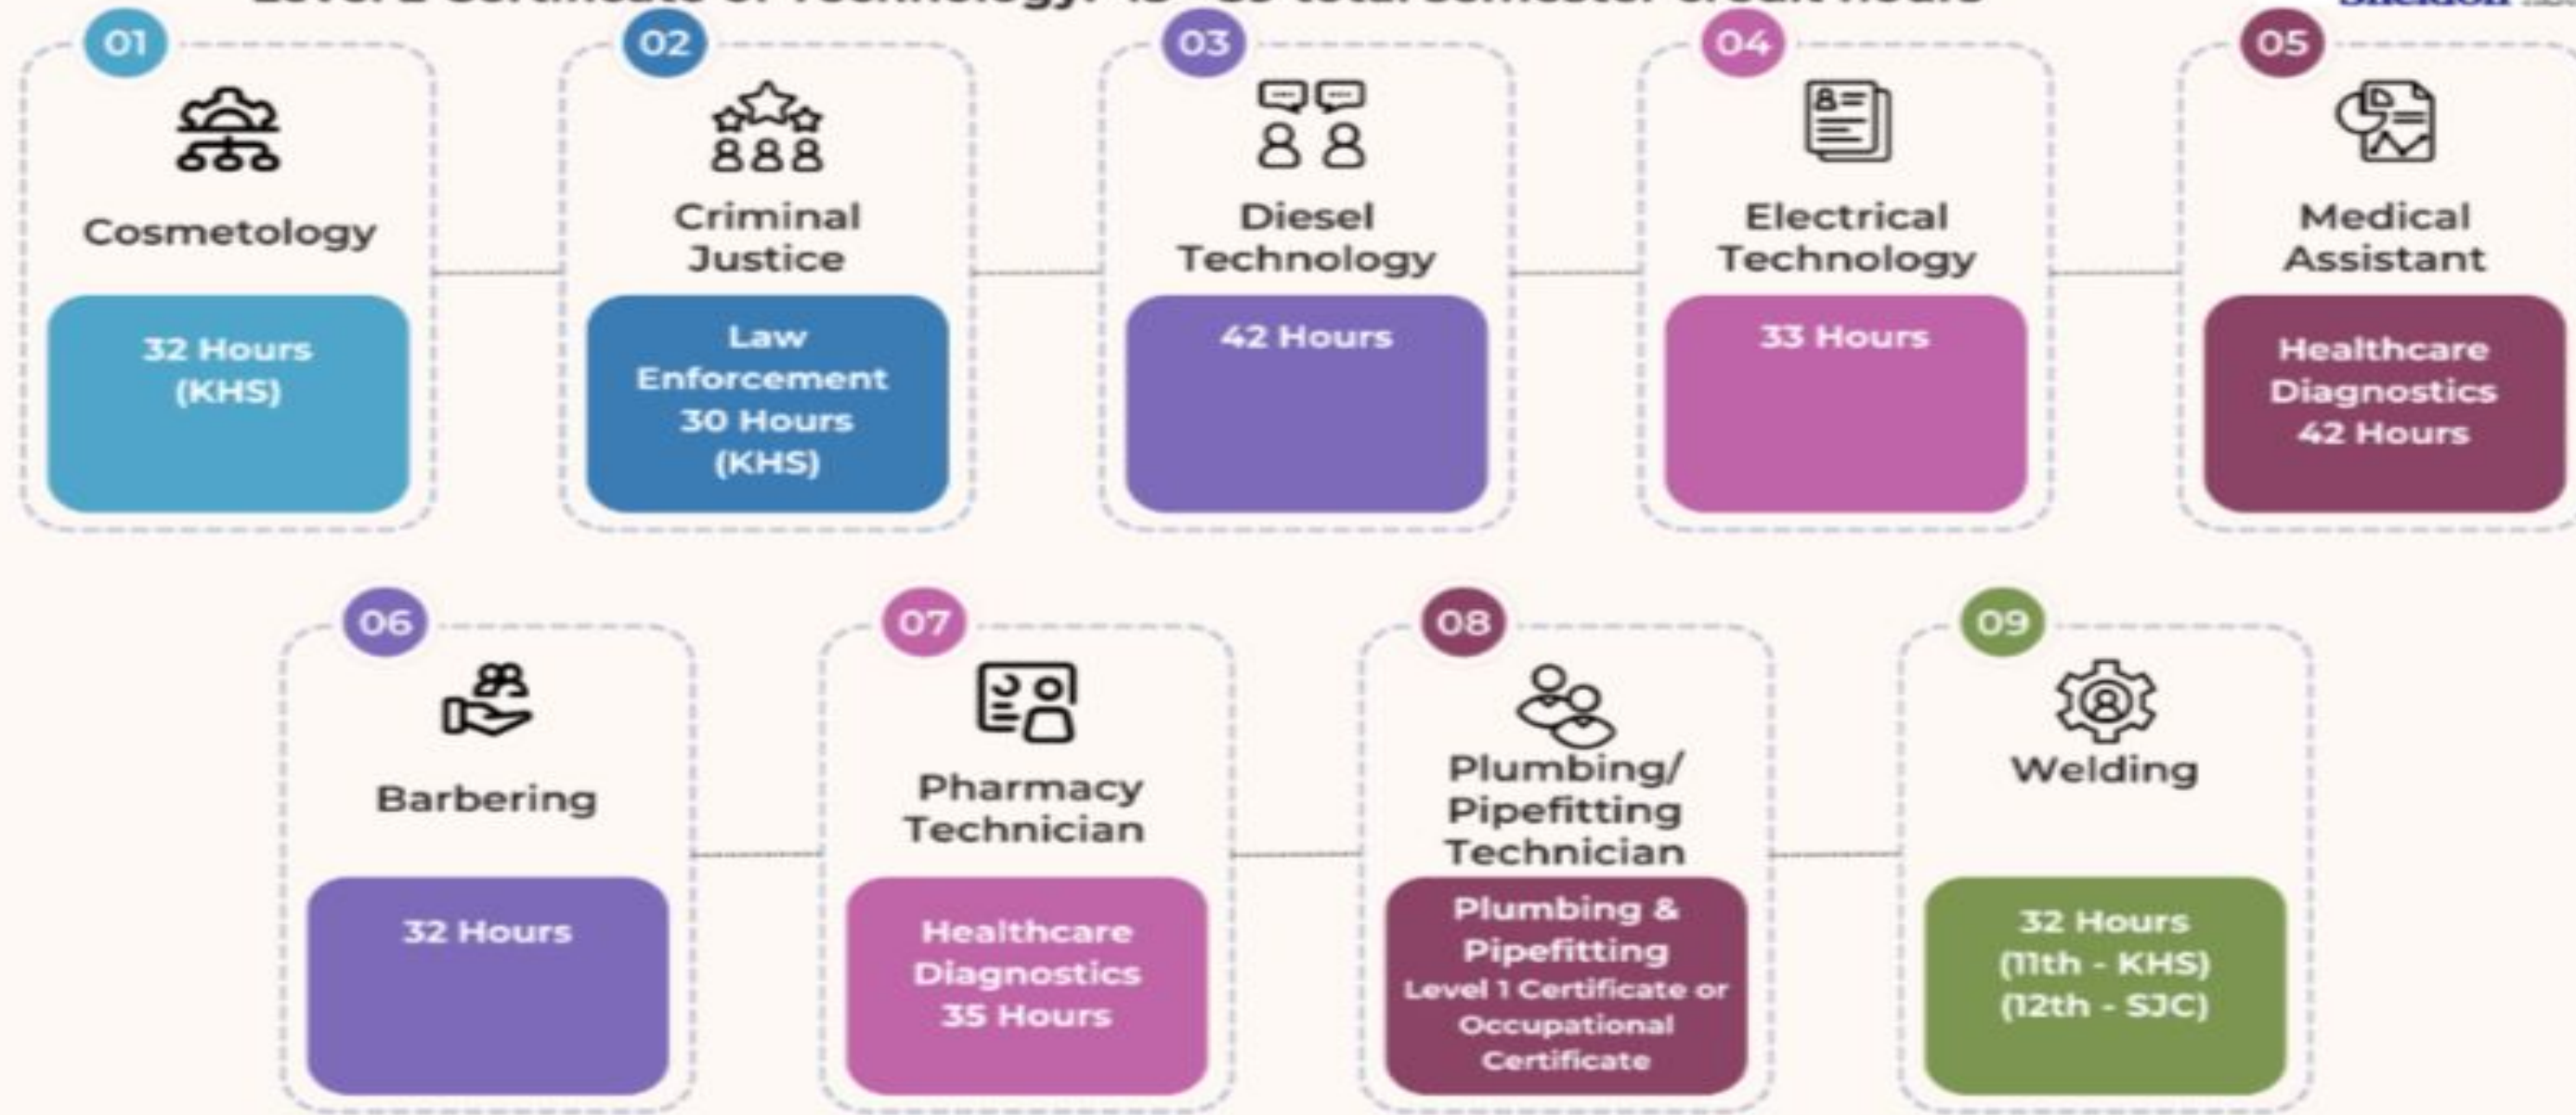 01
Cosmetology
32 Hours
(KHS)
02
Criminal
Justice
Law
Enforcement
30 Hours
(KHS)
03
Diesel
Technology
42 Hours
04
Electrical
Technology
33 Hours
05
Medical
Assistant
Healthcare
Diagnostics
42 Hours
06
Barbering
32 Hours
07
Pharmacy
Technician
Healthcare
Diagnostics
35 Hours
08
Plumbing/
Pipefitting
Technician
Plumbing &
Pipefitting
Level 1 Certificate or
Occupational
Certificate
09
Welding
32 Hours
(11th - KHS)
(12th - SJC)